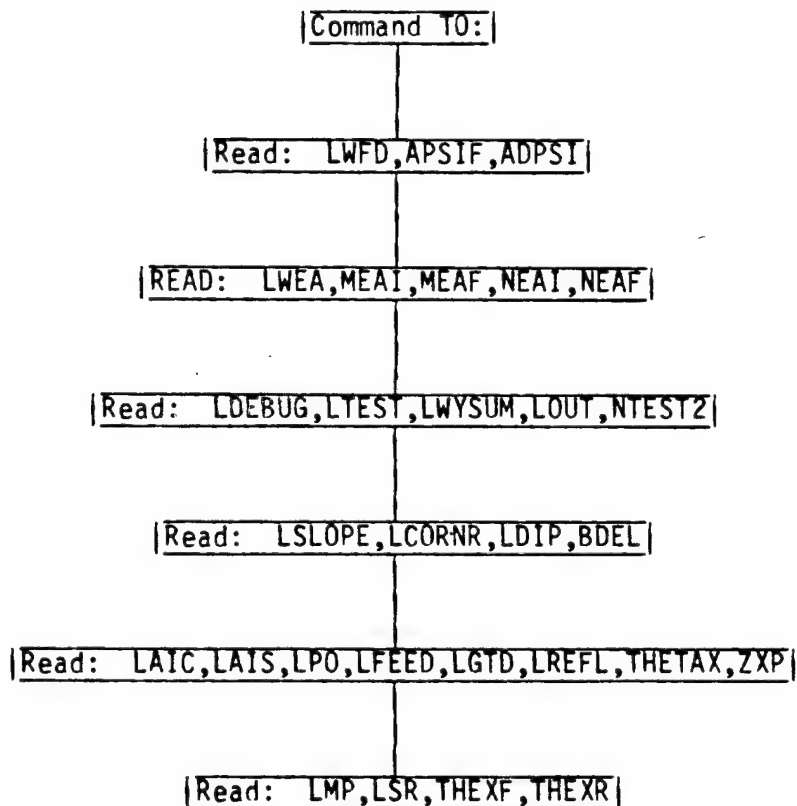 Command TO:
Read: LWFD,APSIF,ADPSI
READ: LWEA,MEAI,MEAF,NEAI,NEAF
Read: LDEBUG,LTEST,LWYSUM,LOUT,NTEST2
Read: LSLOPE,LCORNR,LDIP,BDEL
Read: LAIC,LAIS,LPO,LFEED,LGTD,LREFL,THETAX,ZXP
Read: LMP,LSR,THEXF,THEXR